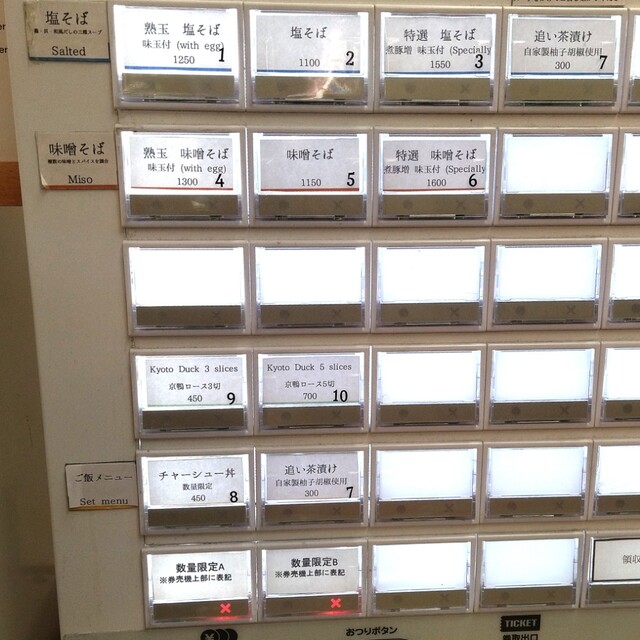 塩そば
Salted
熟玉 塩そば
味玉付 (with egg)
1250
1
塩そば
1100
2
特選 塩そば
煮豚増 味玉付 (Specially
1550
3
追い茶漬け
自家製柚子胡椒使用
300
7
味噌そば
Miso
熟玉 味噌そば
味玉付 (with egg)
1300
4
味噌そば
1150
5
特選 味噌そば
煮豚増 味玉付 (Specially
1600
6
Kyoto Duck 3 slices
京鴨ロース3切
450
9
Kyoto Duck 5 slices
京鴨ロース5切
700
10
ご飯メニュー
Set menu
チャーシュー丼
数量限定
450
8
追い茶漬け
自家製柚子胡椒使用
300
7
数量限定A
※券売機上部に表記
数量限定B
※券売機上部に表記
領収
おつりボタン
TICKET